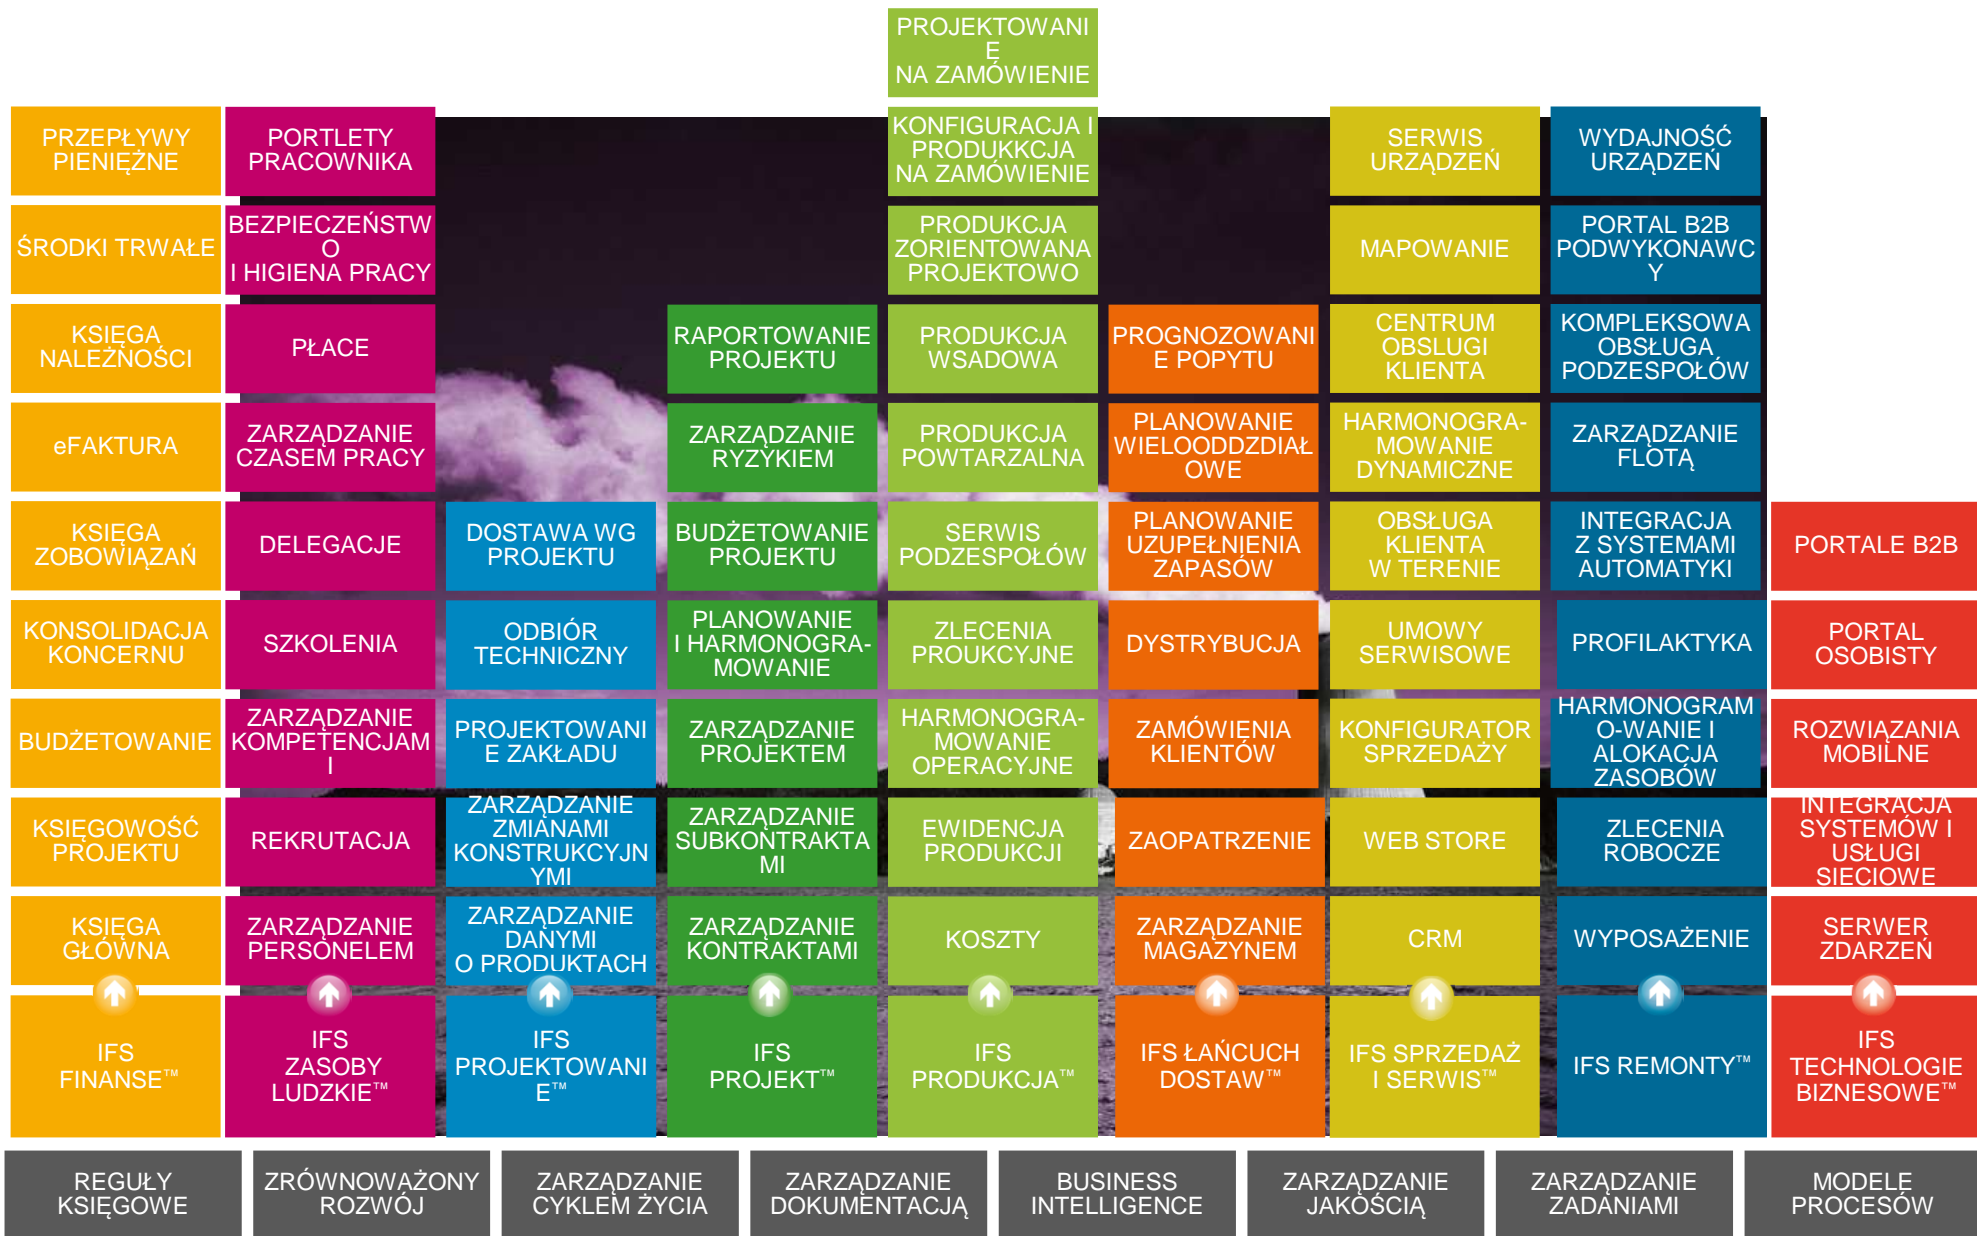 PROJEKTOWANI
E
NA ZAMÓWIENIE
PRZEPŁYWY
PIENIĘŻNE
PORTLETY
PRACOWNIKA
KONFIGURACJA I
PRODUKKCJA
NA ZAMÓWIENIE
SERWIS
URZĄDZEŃ
WYDAJNOŚĆ
URZĄDZEŃ
ŚRODKI TRWAŁE
BEZPIECZEŃSTW
O
I HIGIENA PRACY
PRODUKCJA
ZORIENTOWANA
PROJEKTOWO
MAPOWANIE
PORTAL B2B
PODWYKONAWC
Y
KSIĘGA
NALEŻNOŚCI
PŁACE
RAPORTOWANIE
PROJEKTU
PRODUKCJA
WSADOWA
PROGNOZOWANI
E POPYTU
CENTRUM
OBSLUGI
KLIENTA
KOMPLEKSOWA
OBSŁUGA
PODZESPOŁÓW
eFAKTURA
ZARZĄDZANIE
CZASEM PRACY
ZARZĄDZANIE
RYZYKIEM
PRODUKCJA
POWTARZALNA
PLANOWANIE
WIELOODDZDIAŁ
OWE
HARMONOGRA-
MOWANIE
DYNAMICZNE
ZARZĄDZANIE
FLOTĄ
KSIĘGA
ZOBOWIĄZAŃ
DELEGACJE
DOSTAWA WG
PROJEKTU
BUDŻETOWANIE
PROJEKTU
SERWIS
PODZESPOŁÓW
PLANOWANIE
UZUPEŁNIENIA
ZAPASÓW
OBSŁUGA
KLIENTA
W TERENIE
INTEGRACJA
Z SYSTEMAMI
AUTOMATYKI
PORTALE B2B
KONSOLIDACJA
KONCERNU
SZKOLENIA
ODBIÓR
TECHNICZNY
PLANOWANIE
I HARMONOGRA-
MOWANIE
ZLECENIA
PROUKCYJNE
DYSTRYBUCJA
UMOWY
SERWISOWE
PROFILAKTYKA
PORTAL
OSOBISTY
BUDŻETOWANIE
ZARZĄDZANIE
KOMPETENCJAM
I
PROJEKTOWANI
E ZAKŁADU
ZARZĄDZANIE
PROJEKTEM
HARMONOGRA-
MOWANIE
OPERACYJNE
ZAMÓWIENIA
KLIENTÓW
KONFIGURATOR
SPRZEDAŻY
HARMONOGRAM
O-WANIE I
ALOKACJA
ZASOBÓW
ROZWIĄZANIA
MOBILNE
KSIĘGOWOŚĆ
PROJEKTU
REKRUTACJA
ZARZĄDZANIE
ZMIANAMI
KONSTRUKCYJN
YMI
ZARZĄDZANIE
SUBKONTRAKTA
MI
EWIDENCJA
PRODUKCJI
ZAOPATRZENIE
WEB STORE
ZLECENIA
ROBOCZE
INTEGRACJA
SYSTEMÓW I
USŁUGI
SIECIOWE
KSIĘGA
GŁÓWNA
ZARZĄDZANIE
PERSONELEM
ZARZĄDZANIE
DANYMI
O PRODUKTACH
ZARZĄDZANIE
KONTRAKTAMI
KOSZTY
ZARZĄDZANIE
MAGAZYNEM
CRM
WYPOSAŻENIE
SERWER
ZDARZEŃ
IFS
FINANSE™
IFS
ZASOBY
LUDZKIE™
IFS
PROJEKTOWANI
E™
IFS
PROJEKT™
IFS
PRODUKCJA™
IFS ŁAŃCUCH
DOSTAW™
IFS SPRZEDAŻ
I SERWIS™
IFS REMONTY™
IFS
TECHNOLOGIE
BIZNESOWE™
REGUŁY
KSIĘGOWE
ZRÓWNOWAŻONY
ROZWÓJ
ZARZĄDZANIE
CYKLEM ŻYCIA
ZARZĄDZANIE
DOKUMENTACJĄ
BUSINESS
INTELLIGENCE
ZARZĄDZANIE
JAKOŚCIĄ
ZARZĄDZANIE
ZADANIAMI
MODELE
PROCESÓW